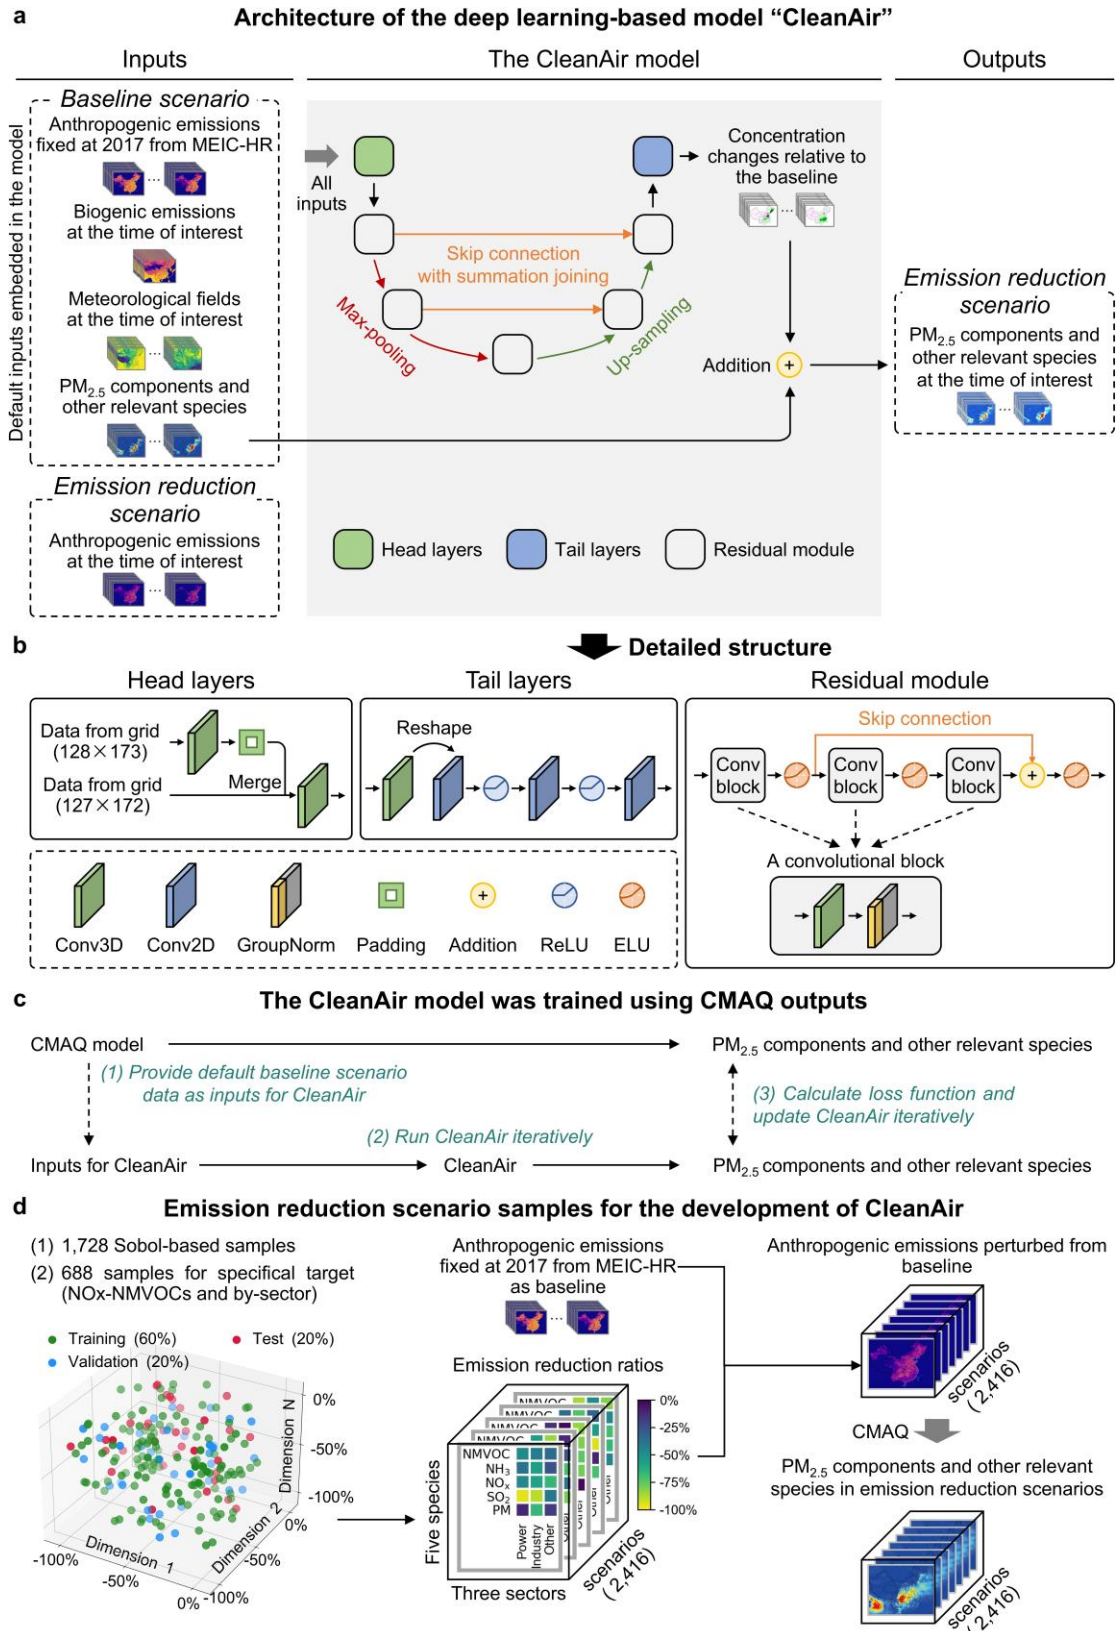 a
Architecture of the deep learning-based model “CleanAir”
Inputs
The CleanAir model
Outputs
Default inputs embedded in the model
Baseline scenario
Anthropogenic emissions
fixed at 2017 from MEIC-HR
...
Biogenic emissions
at the time of interest
Meteorological fields
at the time of interest
...
PM2.5 components and
other relevant species
...
Emission reduction
scenario
Anthropogenic emissions
at the time of interest
...
All
inputs
Skip connection
with summation joining
Max-pooling
Up-sampling
Concentration
changes relative to
the baseline
...
Addition
+
Head layers
Tail layers
Residual module
Emission reduction
scenario
PM2.5 components and
other relevant species
at the time of interest
...
b
Detailed structure
Head layers
Data from grid
(128×173)
Data from grid
(127×172)
Merge
Tail layers
Reshape
Residual module
Skip connection
Conv
block
Conv
block
Conv
block
+
A convolutional block
+
Conv3D
Conv2D
GroupNorm
Padding
Addition
ReLU
ELU
c
The CleanAir model was trained using CMAQ outputs
CMAQ model
PM2.5 components and other relevant species
(1) Provide default baseline scenario
data as inputs for CleanAir
(3) Calculate loss function and
update CleanAir iteratively
(2) Run CleanAir iteratively
Inputs for CleanAir
CleanAir
PM2.5 components and other relevant species
d
Emission reduction scenario samples for the development of CleanAir
(1) 1,728 Sobol-based samples
(2) 688 samples for specifical target
(NOx-NMVOCs and by-sector)
Training (60%)
Test (20%)
Validation (20%)
0%
-50%
-100%
Dimension N
0%
-50%
-100%
Dimension 2
-100%
-50%
0%
Dimension 1
Anthropogenic emissions
fixed at 2017 from MEIC-HR
as baseline
...
Emission reduction ratios
NMVOC
NMVOC
NH3
NOx
SO2
PM
Power
Industry
Other
Other
Other
Five species
Three sectors
scenarios
(2,416)
0%
-25%
-50%
-75%
-100%
Anthropogenic emissions perturbed from
baseline
scenarios
(2,416)
CMAQ
PM2.5 components and other relevant
species in emission reduction scenarios
scenarios
(2,416)